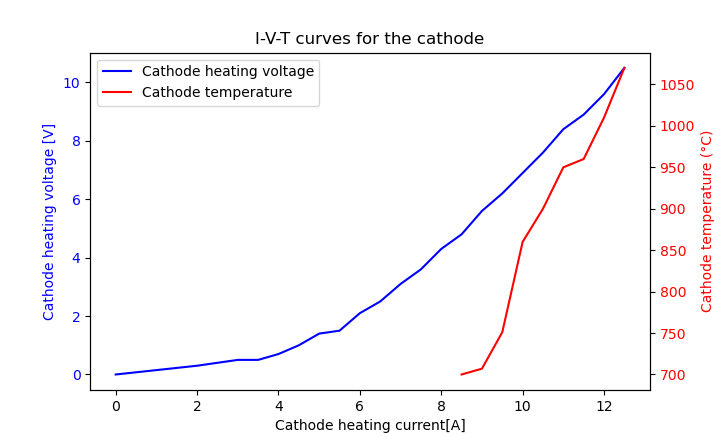 I-V-T curves for the cathode
Cathode heating voltage
Cathode temperature
Cathode heating voltage [V]
10
8
6
4
2
0
1050
1000
950
900
850
800
750
700
Cathode temperature (°C)
0 2 4 6 8 10 12
Cathode heating current[A]